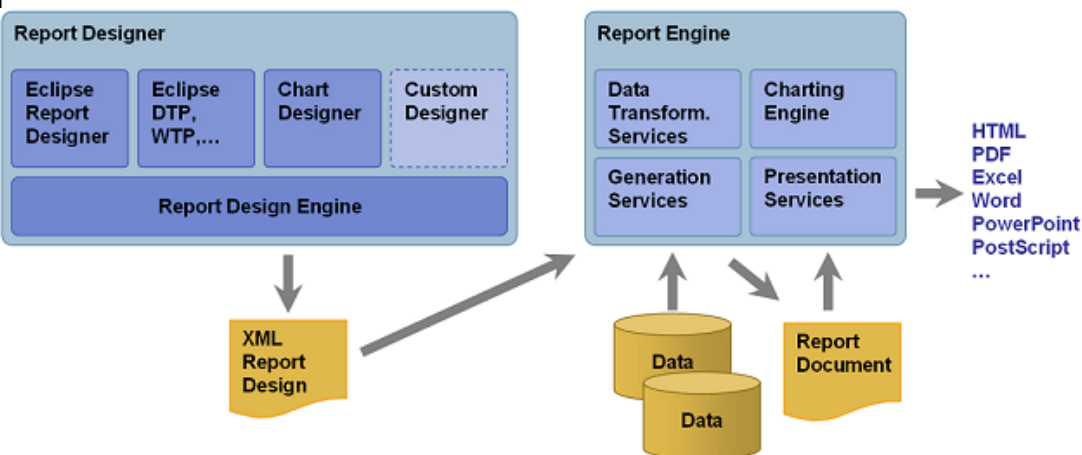 Report Designer
Eclipse
Report
Designer
Eclipse
DTP,
WTP,...
Chart
Designer
Custom
Designer
Report Design Engine
XML
Report
Design
Report Engine
Data
Transform.
Services
Charting
Engine
Generation
Services
Presentation
Services
Data
Data
Report
Document
HTML
PDF
Excel
Word
PowerPoint
PostScript
...